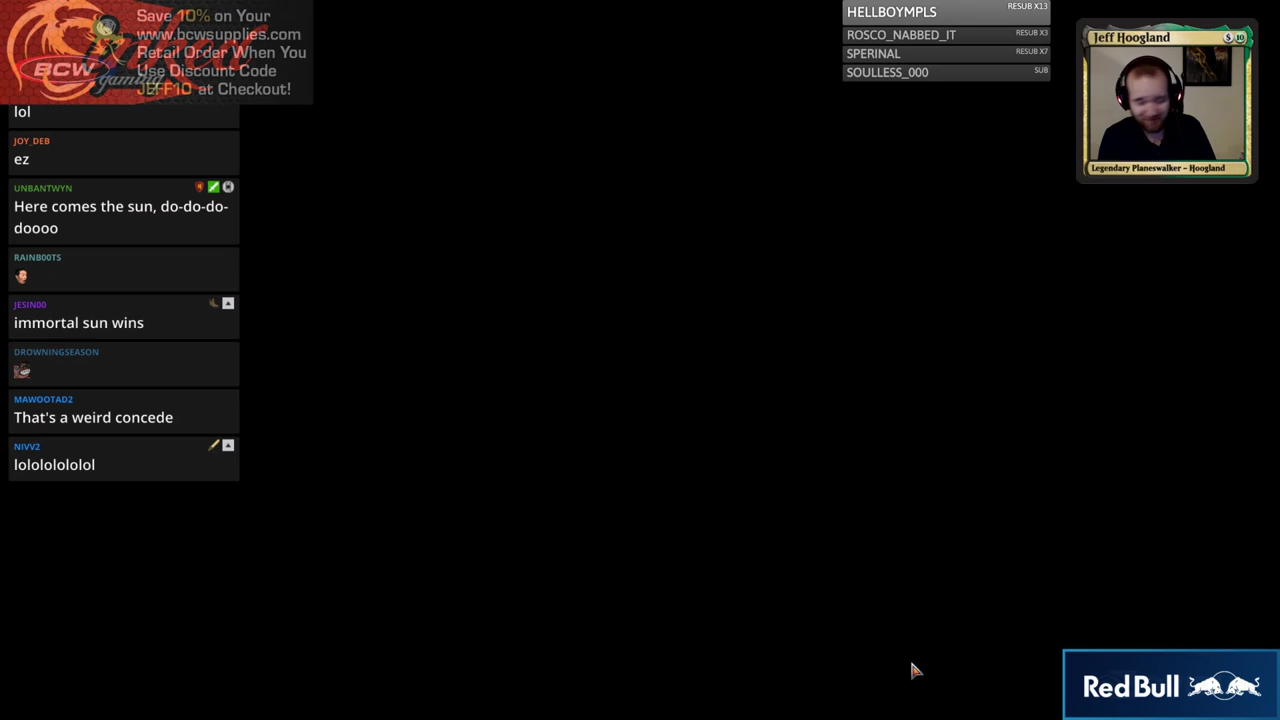 Save 10% on Your
www.bcwsupplies.com
Retail Order When You
Use Discount Code
JEFF10 at Checkout!
BCW
gaming
lol
JOY_DEB
ez
UNBANTWYN
Here comes the sun, do-do-do-
doooo
RAINB00TS
JESIN00
immortal sun wins
DROWNINGSEASON
MAWOOTAD2
That's a weird concede
NIVV2
lolololololol
HELLBOYMPLS RESUB X13
ROSCO_NABBED_IT RESUB X3
SPERINAL RESUB X7
SOULLESS_000 SUB
Jeff Hoogland S 10
Legendary Planeswalker – Hoogland
Red Bull